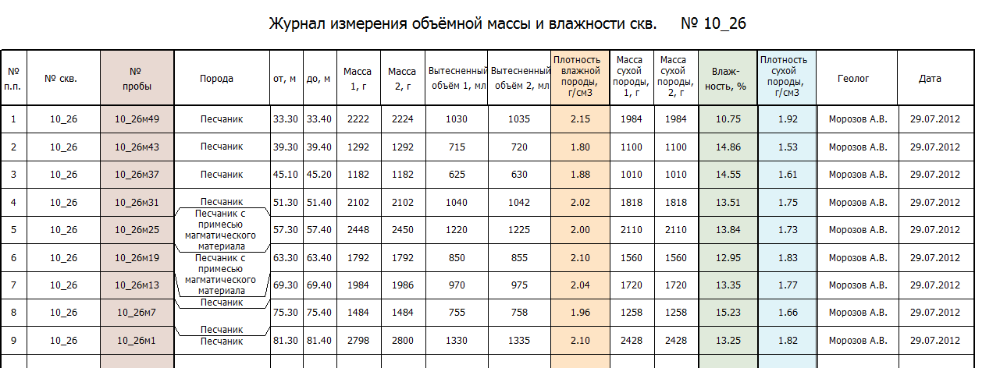 Журнал измерения объёмной массы и влажности скв. № 10_26
№ п.п. № скв. № пробы Порода от, м до, м Масса 1, г Масса 2, г Вытесненный объём 1, мл Вытесненный объём 2, мл Плотность влажной породы, г/см3 Масса сухой породы, 1, г Масса сухой породы, 2, г Влаж-ность, % Плотность сухой породы, г/см3 Геолог Дата
1 10_26 10_26м49 Песчаник 33.30 33.40 2222 2224 1030 1035 2.15 1984 1984 10.75 1.92 Морозов А.В. 29.07.2012
2 10_26 10_26м43 Песчаник 39.30 39.40 1292 1292 715 720 1.80 1100 1100 14.86 1.53 Морозов А.В. 29.07.2012
3 10_26 10_26м37 Песчаник 45.10 45.20 1182 1182 625 630 1.88 1010 1010 14.55 1.61 Морозов А.В. 29.07.2012
4 10_26 10_26м31 Песчаник 51.30 51.40 2102 2102 1040 1042 2.02 1818 1818 13.51 1.75 Морозов А.В. 29.07.2012
5 10_26 10_26м25 Песчаник с примесью магматического материала 57.30 57.40 2448 2450 1220 1225 2.00 2110 2110 13.84 1.73 Морозов А.В. 29.07.2012
6 10_26 10_26м19 Песчаник с примесью магматического материала 63.30 63.40 1792 1792 850 855 2.10 1560 1560 12.95 1.83 Морозов А.В. 29.07.2012
7 10_26 10_26м13 Песчаник 69.30 69.40 1984 1986 970 975 2.04 1720 1720 13.35 1.77 Морозов А.В. 29.07.2012
8 10_26 10_26м7 Песчаник 75.30 75.40 1484 1484 755 758 1.96 1258 1258 15.23 1.66 Морозов А.В. 29.07.2012
9 10_26 10_26м1 Песчаник 81.30 81.40 2798 2800 1330 1335 2.10 2428 2428 13.25 1.82 Морозов А.В. 29.07.2012